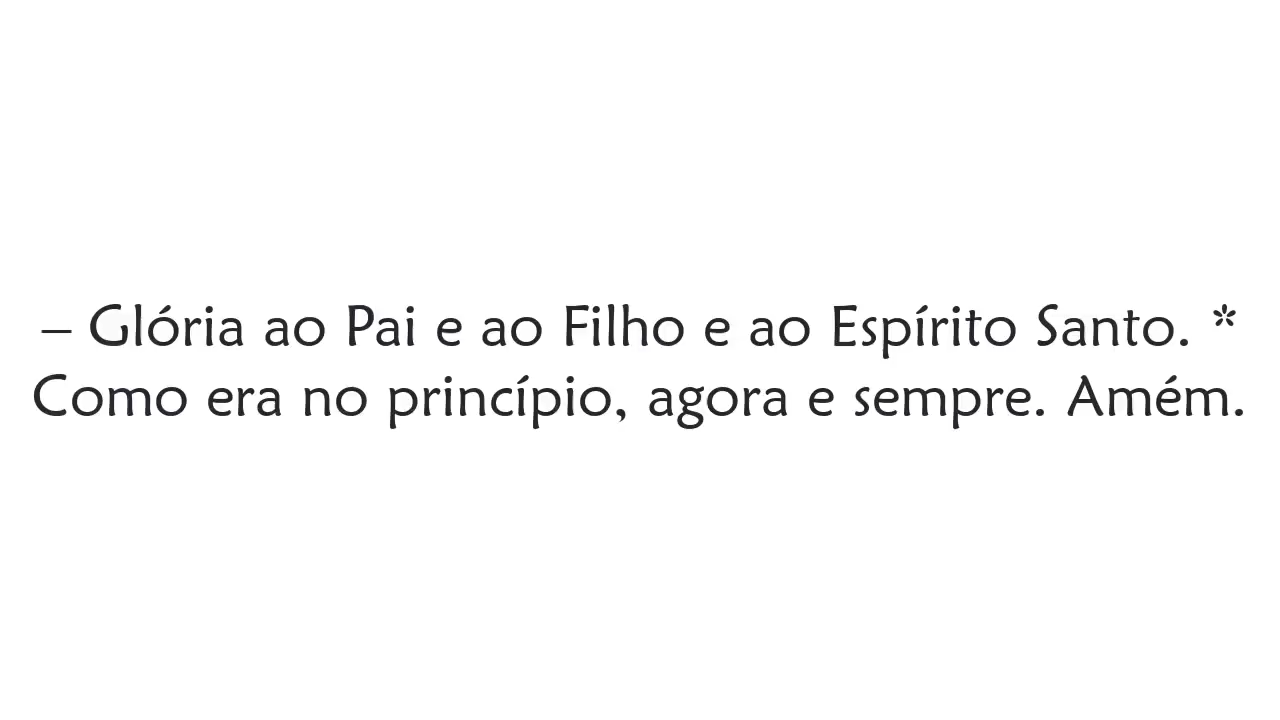 – Glória ao Pai e ao Filho e ao Espírito Santo. *
Como era no princípio, agora e sempre. Amém.